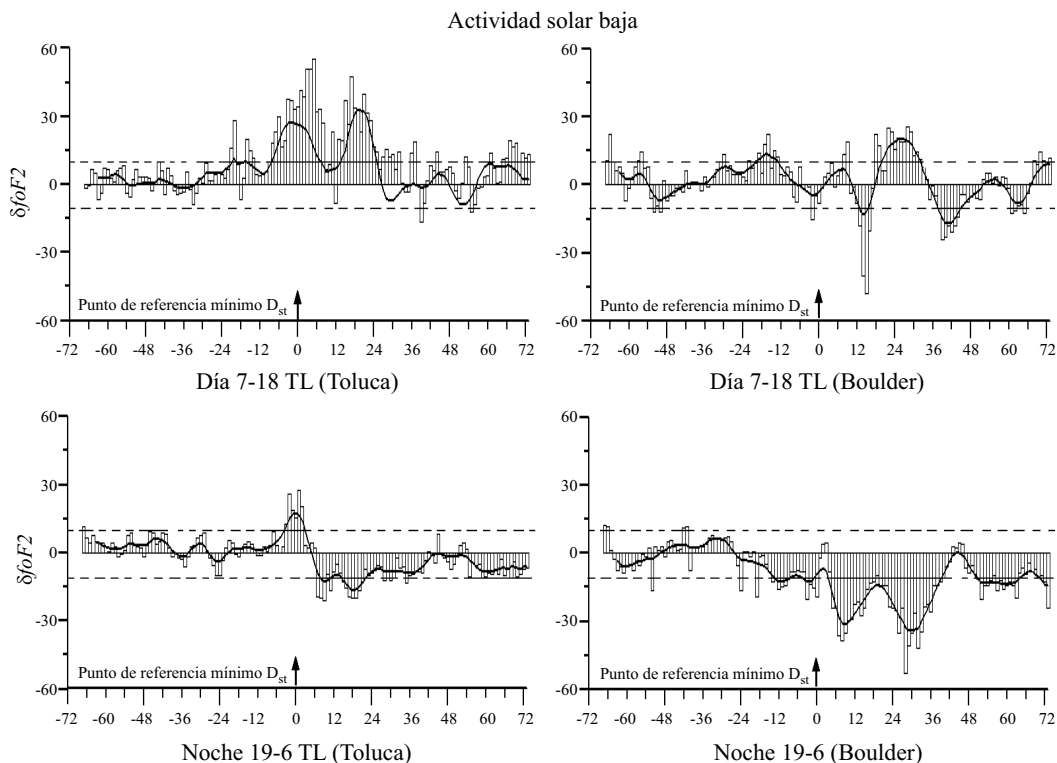 Actividad solar baja
60
30
0
-30
-60
δfoF2
Punto de referencia mínimo Dst
-72 -60 -48 -36 -24 -12 0 12 24 36 48 60 72
Día 7-18 TL (Toluca)
60
30
0
-30
-60
Punto de referencia mínimo Dst
-72 -60 -48 -36 -24 -12 0 12 24 36 48 60 72
Día 7-18 TL (Boulder)
60
30
0
-30
-60
δfoF2
Punto de referencia mínimo Dst
-72 -60 -48 -36 -24 -12 0 12 24 36 48 60 72
Noche 19-6 TL (Toluca)
60
30
0
-30
-60
Punto de referencia mínimo Dst
-72 -60 -48 -36 -24 -12 0 12 24 36 48 60 72
Noche 19-6 (Boulder)